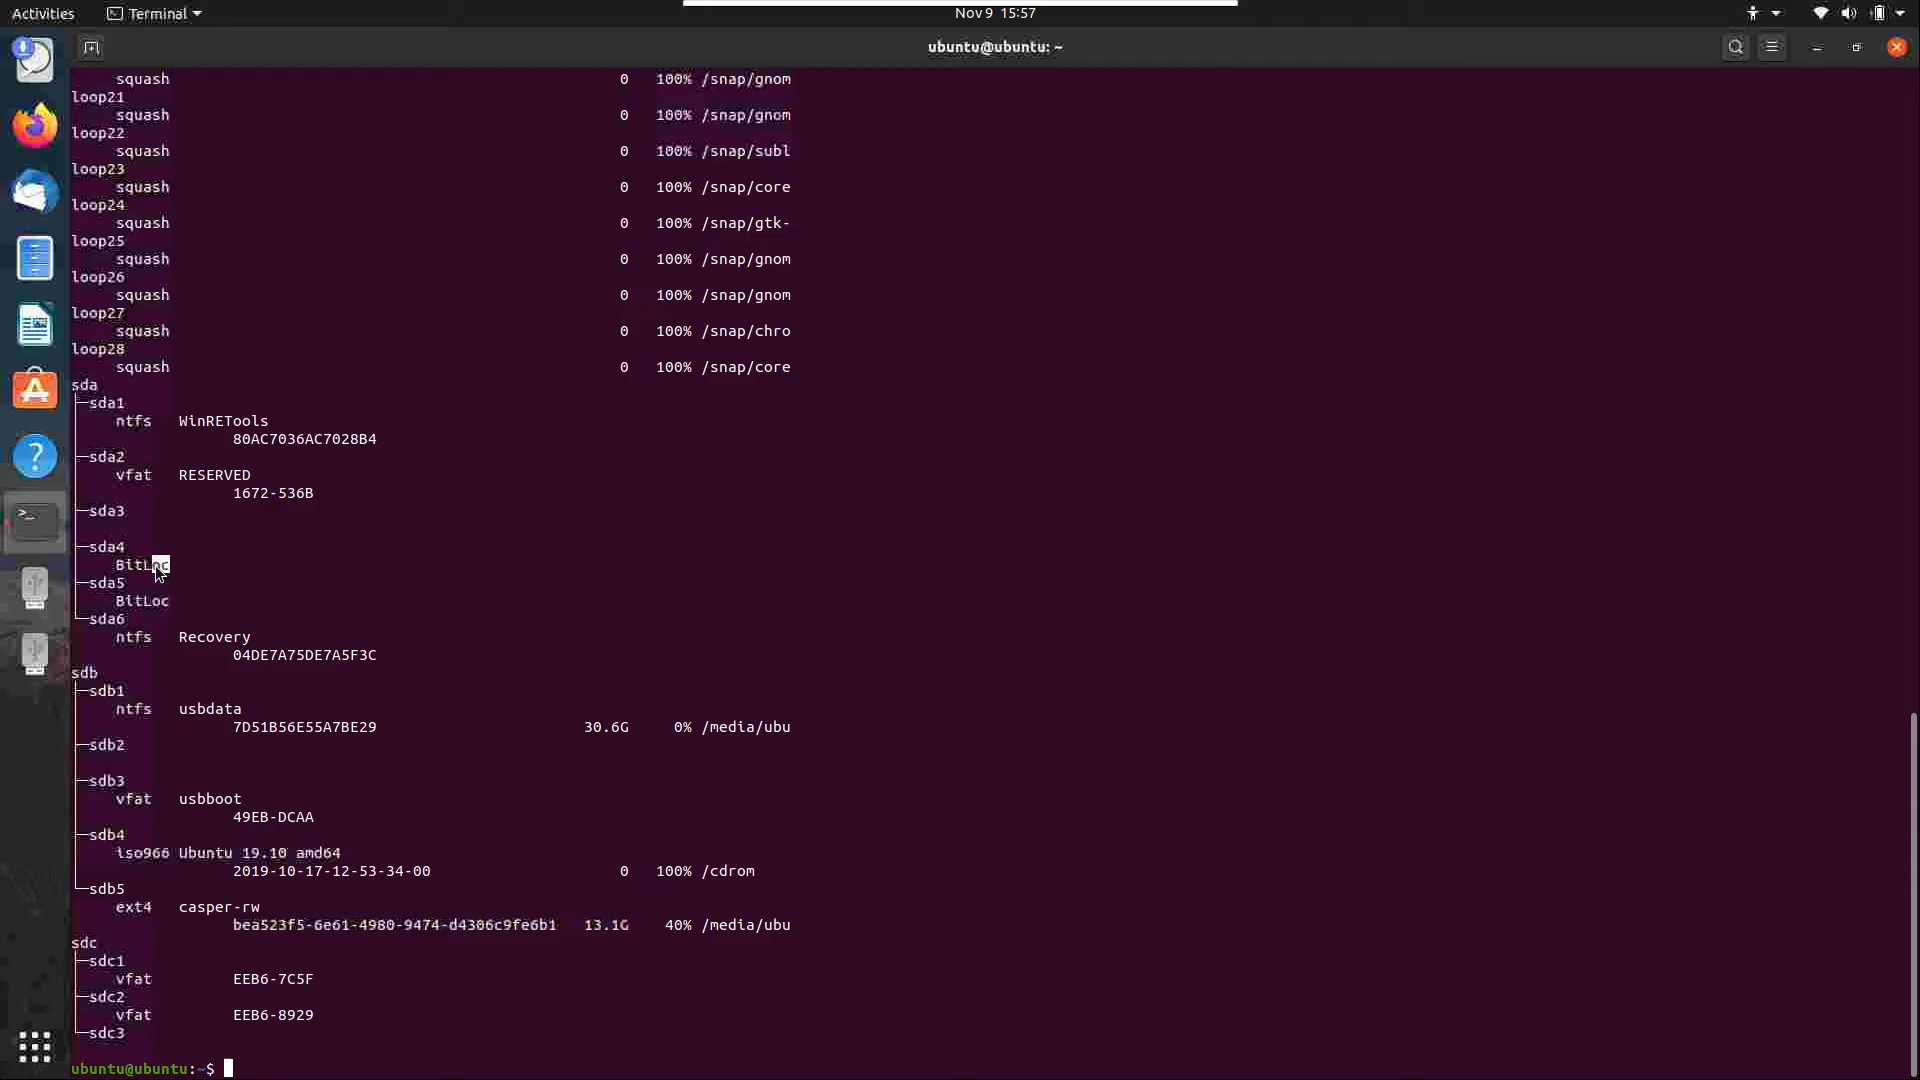 Activities Terminal Nov 9 15:57
ubuntu@ubuntu: ~
squash 0 100% /snap/gnom
loop21
squash 0 100% /snap/gnom
loop22
squash 0 100% /snap/subl
loop23
squash 0 100% /snap/core
loop24
squash 0 100% /snap/gtk-
loop25
squash 0 100% /snap/gnom
loop26
squash 0 100% /snap/gnom
loop27
squash 0 100% /snap/chro
loop28
squash 0 100% /snap/core
sda
├─sda1
ntfs WinRETools
80AC7036AC7028B4
├─sda2
vfat RESERVED
1672-536B
├─sda3
├─sda4
BitLoc
├─sda5
BitLoc
└─sda6
ntfs Recovery
04DE7A75DE7A5F3C
sdb
├─sdb1
ntfs usbdata
7D51B56E55A7BE29 30.6G 0% /media/ubu
├─sdb2
├─sdb3
vfat usbboot
49EB-DCAA
├─sdb4
iso966 Ubuntu 19.10 amd64
2019-10-17-12-53-34-00 0 100% /cdrom
└─sdb5
ext4 casper-rw
bea523f5-6e61-4980-9474-d4306c9fe6b1 13.1G 40% /media/ubu
sdc
├─sdc1
vfat EEB6-7C5F
├─sdc2
vfat EEB6-8929
└─sdc3
ubuntu@ubuntu:~$